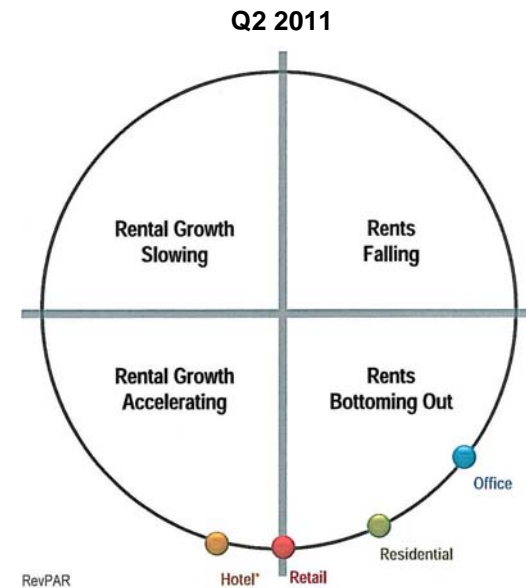 Q2 2011
Rental Growth
Slowing
Rents
Falling
Rental Growth
Accelerating
Rents
Bottoming Out
Office
Residential
Hotel*
Retail
RevPAR